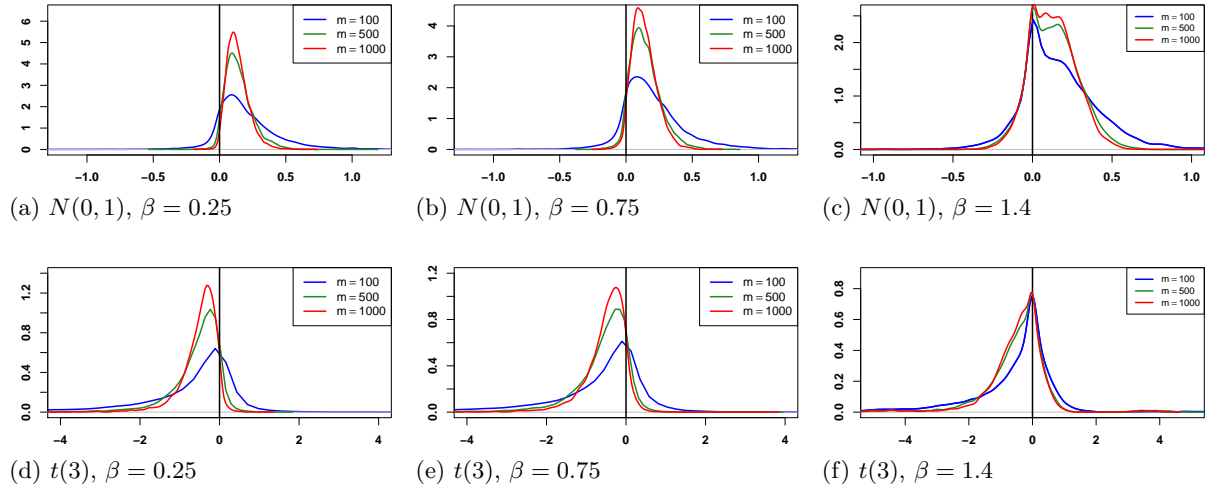 0 1 2 3 4 5 6
−1.0 −0.5 0.0 0.5 1.0
m = 100
m = 500
m = 1000
(a) N(0, 1), β = 0.25
0 1 2 3 4
−1.0 −0.5 0.0 0.5 1.0
m = 100
m = 500
m = 1000
(b) N(0, 1), β = 0.75
0.0 1.0 2.0
−1.0 −0.5 0.0 0.5 1.0
m = 100
m = 500
m = 1000
(c) N(0, 1), β = 1.4
0.0 0.4 0.8 1.2
−4 −2 0 2 4
m = 100
m = 500
m = 1000
(d) t(3), β = 0.25
0.0 0.4 0.8 1.2
−4 −2 0 2 4
m = 100
m = 500
m = 1000
(e) t(3), β = 0.75
0.0 0.2 0.4 0.6 0.8
−4 −2 0 2 4
m = 100
m = 500
m = 1000
(f) t(3), β = 1.4